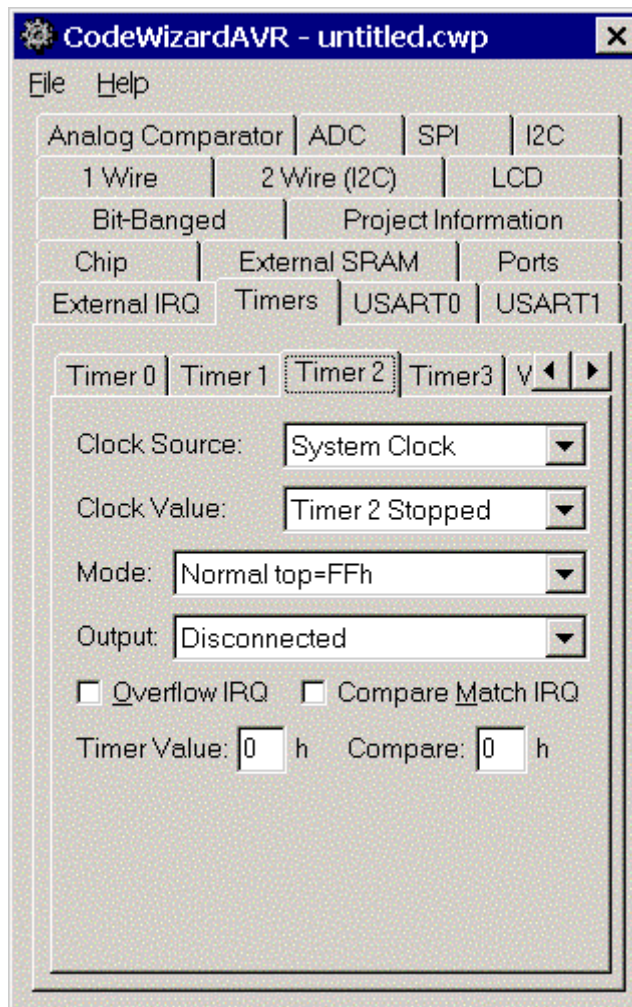 CodeWizardAVR - untitled.cwp
File Help
Analog Comparator ADC SPI I2C
1 Wire 2 Wire (I2C) LCD
Bit-Banged Project Information
Chip External SRAM Ports
External IRQ Timers USART0 USART1
Timer 0 Timer 1 Timer 2 Timer3
Clock Source: System Clock
Clock Value: Timer 2 Stopped
Mode: Normal top=FFh
Output: Disconnected
Overflow IRQ Compare Match IRQ
Timer Value: 0 h Compare: 0 h